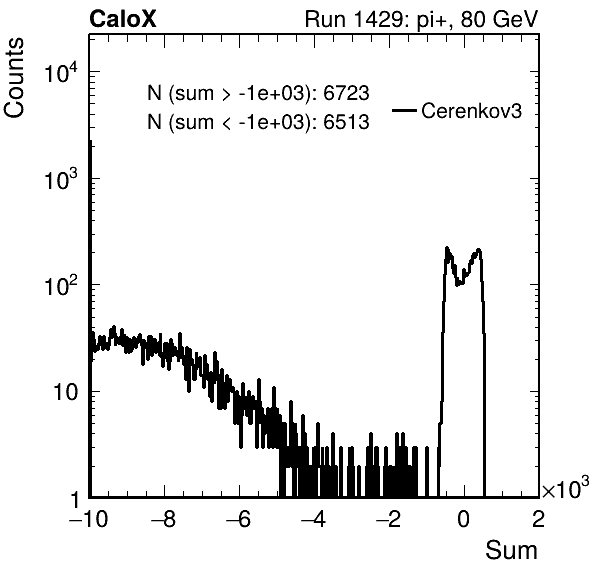 CaloX
Run 1429: pi+, 80 GeV
Counts
N (sum > -1e+03): 6723
N (sum < -1e+03): 6513
Cerenkov3
10⁴
10³
10²
10
1
−10
−8
−6
−4
−2
0
2
×10³
Sum